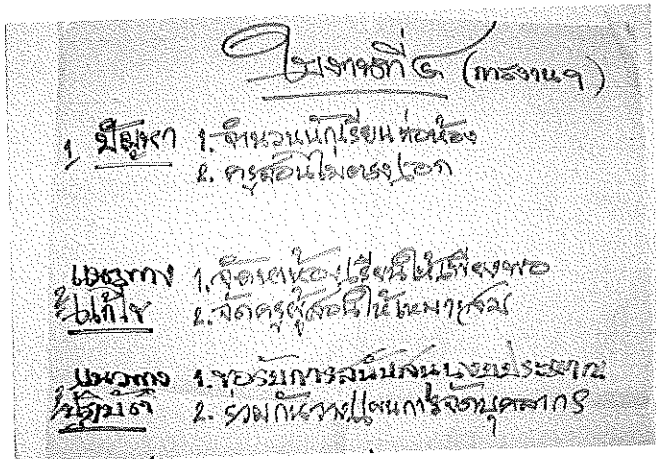 ใบงานที่ ๒ (การงานฯ)
1 ปัญหา 1. จำนวนนักเรียนต่อห้อง
2. ครูสอนไม่ตรงเอก
แนวทาง 1. จัดหาห้องเรียนให้เพียงพอ
แก้ไข 2. จัดครูผู้สอนให้เหมาะสม
แนวทาง 1. ขอรับการสนับสนุนงบประมาณ
ปฏิบัติ 2. ร่วมกันวางแผนการจัดบุคลากร